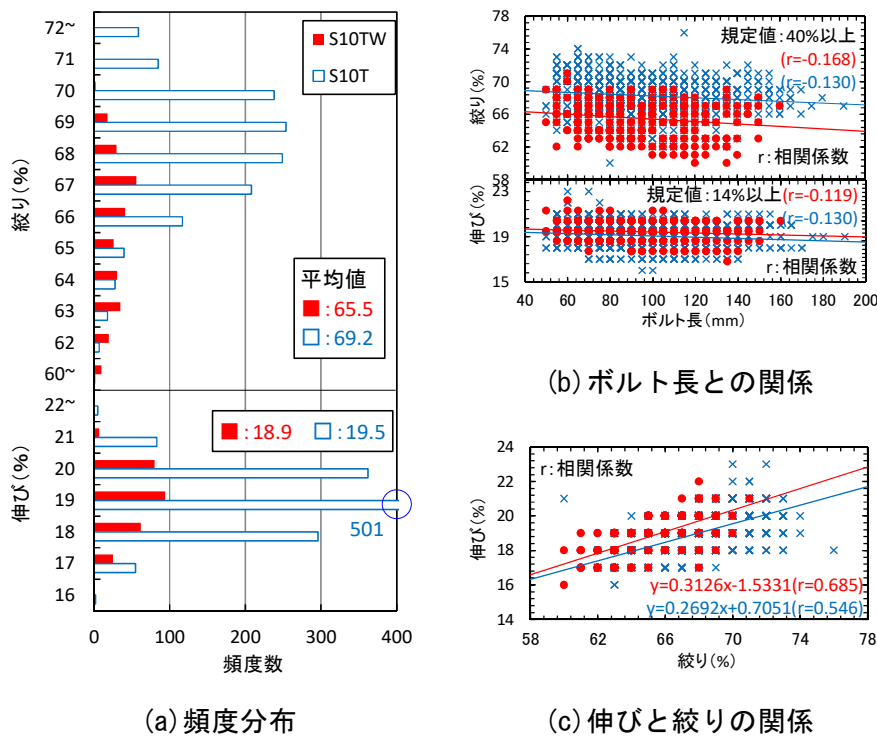 S10TW
S10T
絞り(%)
72~
71
70
69
68
67
66
65
64
63
62
60~
平均値
:65.5
:69.2
伸び(%)
22~
21
20
19
18
17
16
:18.9 :19.5
501
0 100 200 300 400
頻度数
(a)頻度分布
絞り(%)
78
74
70
66
62
58
規定値:40%以上
(r=-0.168)
(r=-0.130)
r:相関係数
伸び(%)
23
19
15
規定値:14%以上(r=-0.119)
(r=-0.130)
r:相関係数
40 60 80 100 120 140 160 180 200
ボルト長(mm)
(b)ボルト長との関係
伸び(%)
24
22
20
18
16
14
r:相関係数
y=0.3126x-1.5331(r=0.685)
y=0.2692x+0.7051(r=0.546)
58 62 66 70 74 78
絞り(%)
(c)伸びと絞りの関係